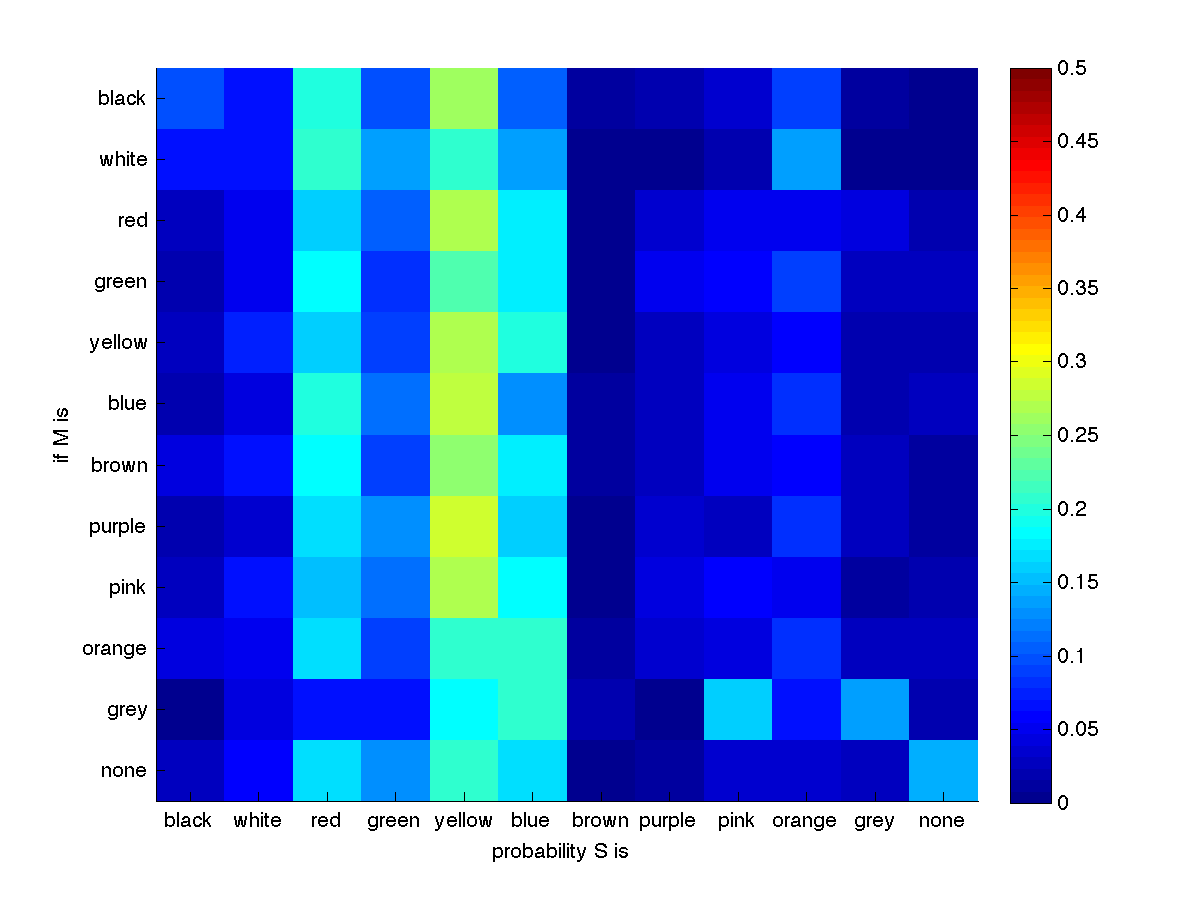 if M is
black
white
red
green
yellow
blue
brown
purple
pink
orange
grey
none
black white red green yellow blue brown purple pink orange grey none
probability S is
0.5
0.45
0.4
0.35
0.3
0.25
0.2
0.15
0.1
0.05
0